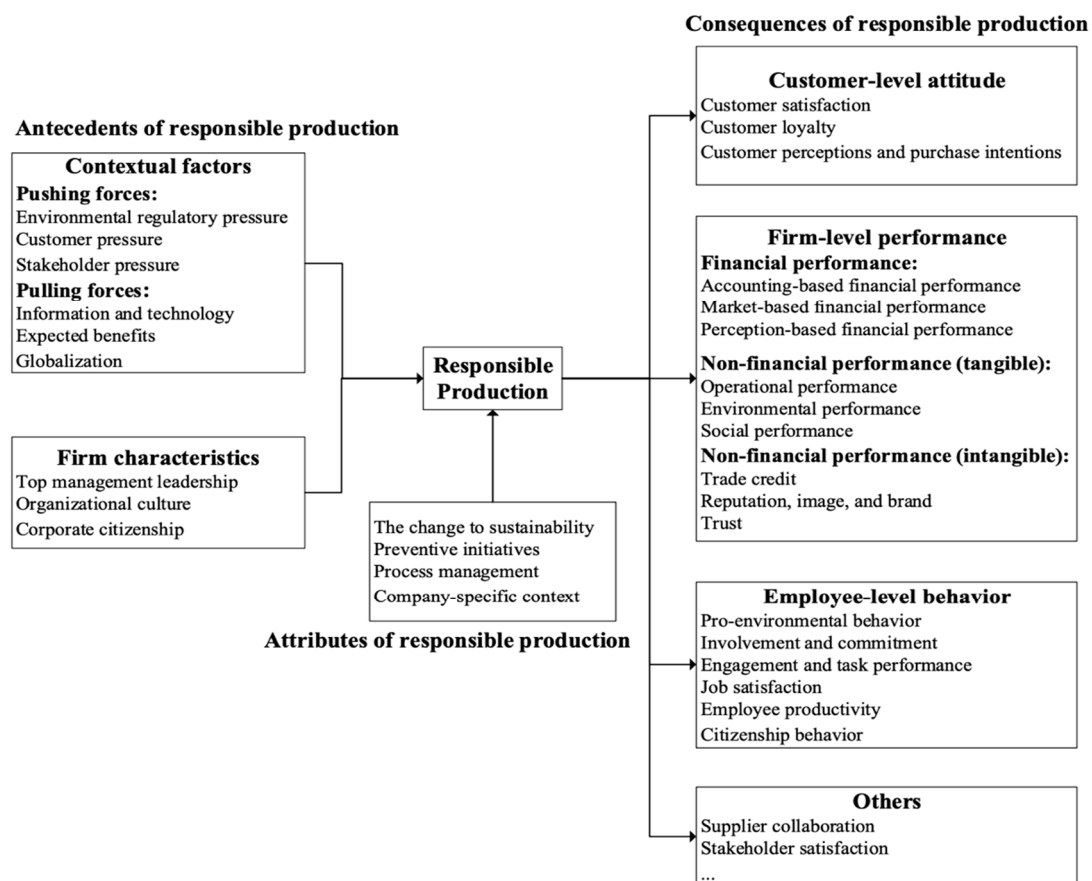 Antecedents of responsible production
Contextual factors
Pushing forces:
Environmental regulatory pressure
Customer pressure
Stakeholder pressure
Pulling forces:
Information and technology
Expected benefits
Globalization
Firm characteristics
Top management leadership
Organizational culture
Corporate citizenship
Responsible
Production
The change to sustainability
Preventive initiatives
Process management
Company-specific context
Attributes of responsible production
Consequences of responsible production
Customer-level attitude
Customer satisfaction
Customer loyalty
Customer perceptions and purchase intentions
Firm-level performance
Financial performance:
Accounting-based financial performance
Market-based financial performance
Perception-based financial performance
Non-financial performance (tangible):
Operational performance
Environmental performance
Social performance
Non-financial performance (intangible):
Trade credit
Reputation, image, and brand
Trust
Employee-level behavior
Pro-environmental behavior
Involvement and commitment
Engagement and task performance
Job satisfaction
Employee productivity
Citizenship behavior
Others
Supplier collaboration
Stakeholder satisfaction
...